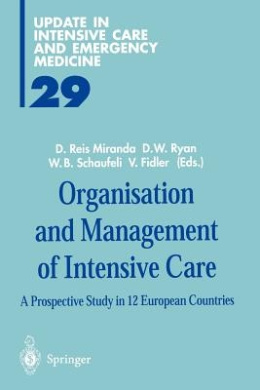 UPDATE IN
INTENSIVE CARE
AND EMERGENCY
MEDICINE
29
D. Reis Miranda D.W. Ryan
W.B. Schaufeli V. Fidler (Eds.)
Organisation
and Management
of Intensive Care
A Prospective Study in 12 European Countries
Springer